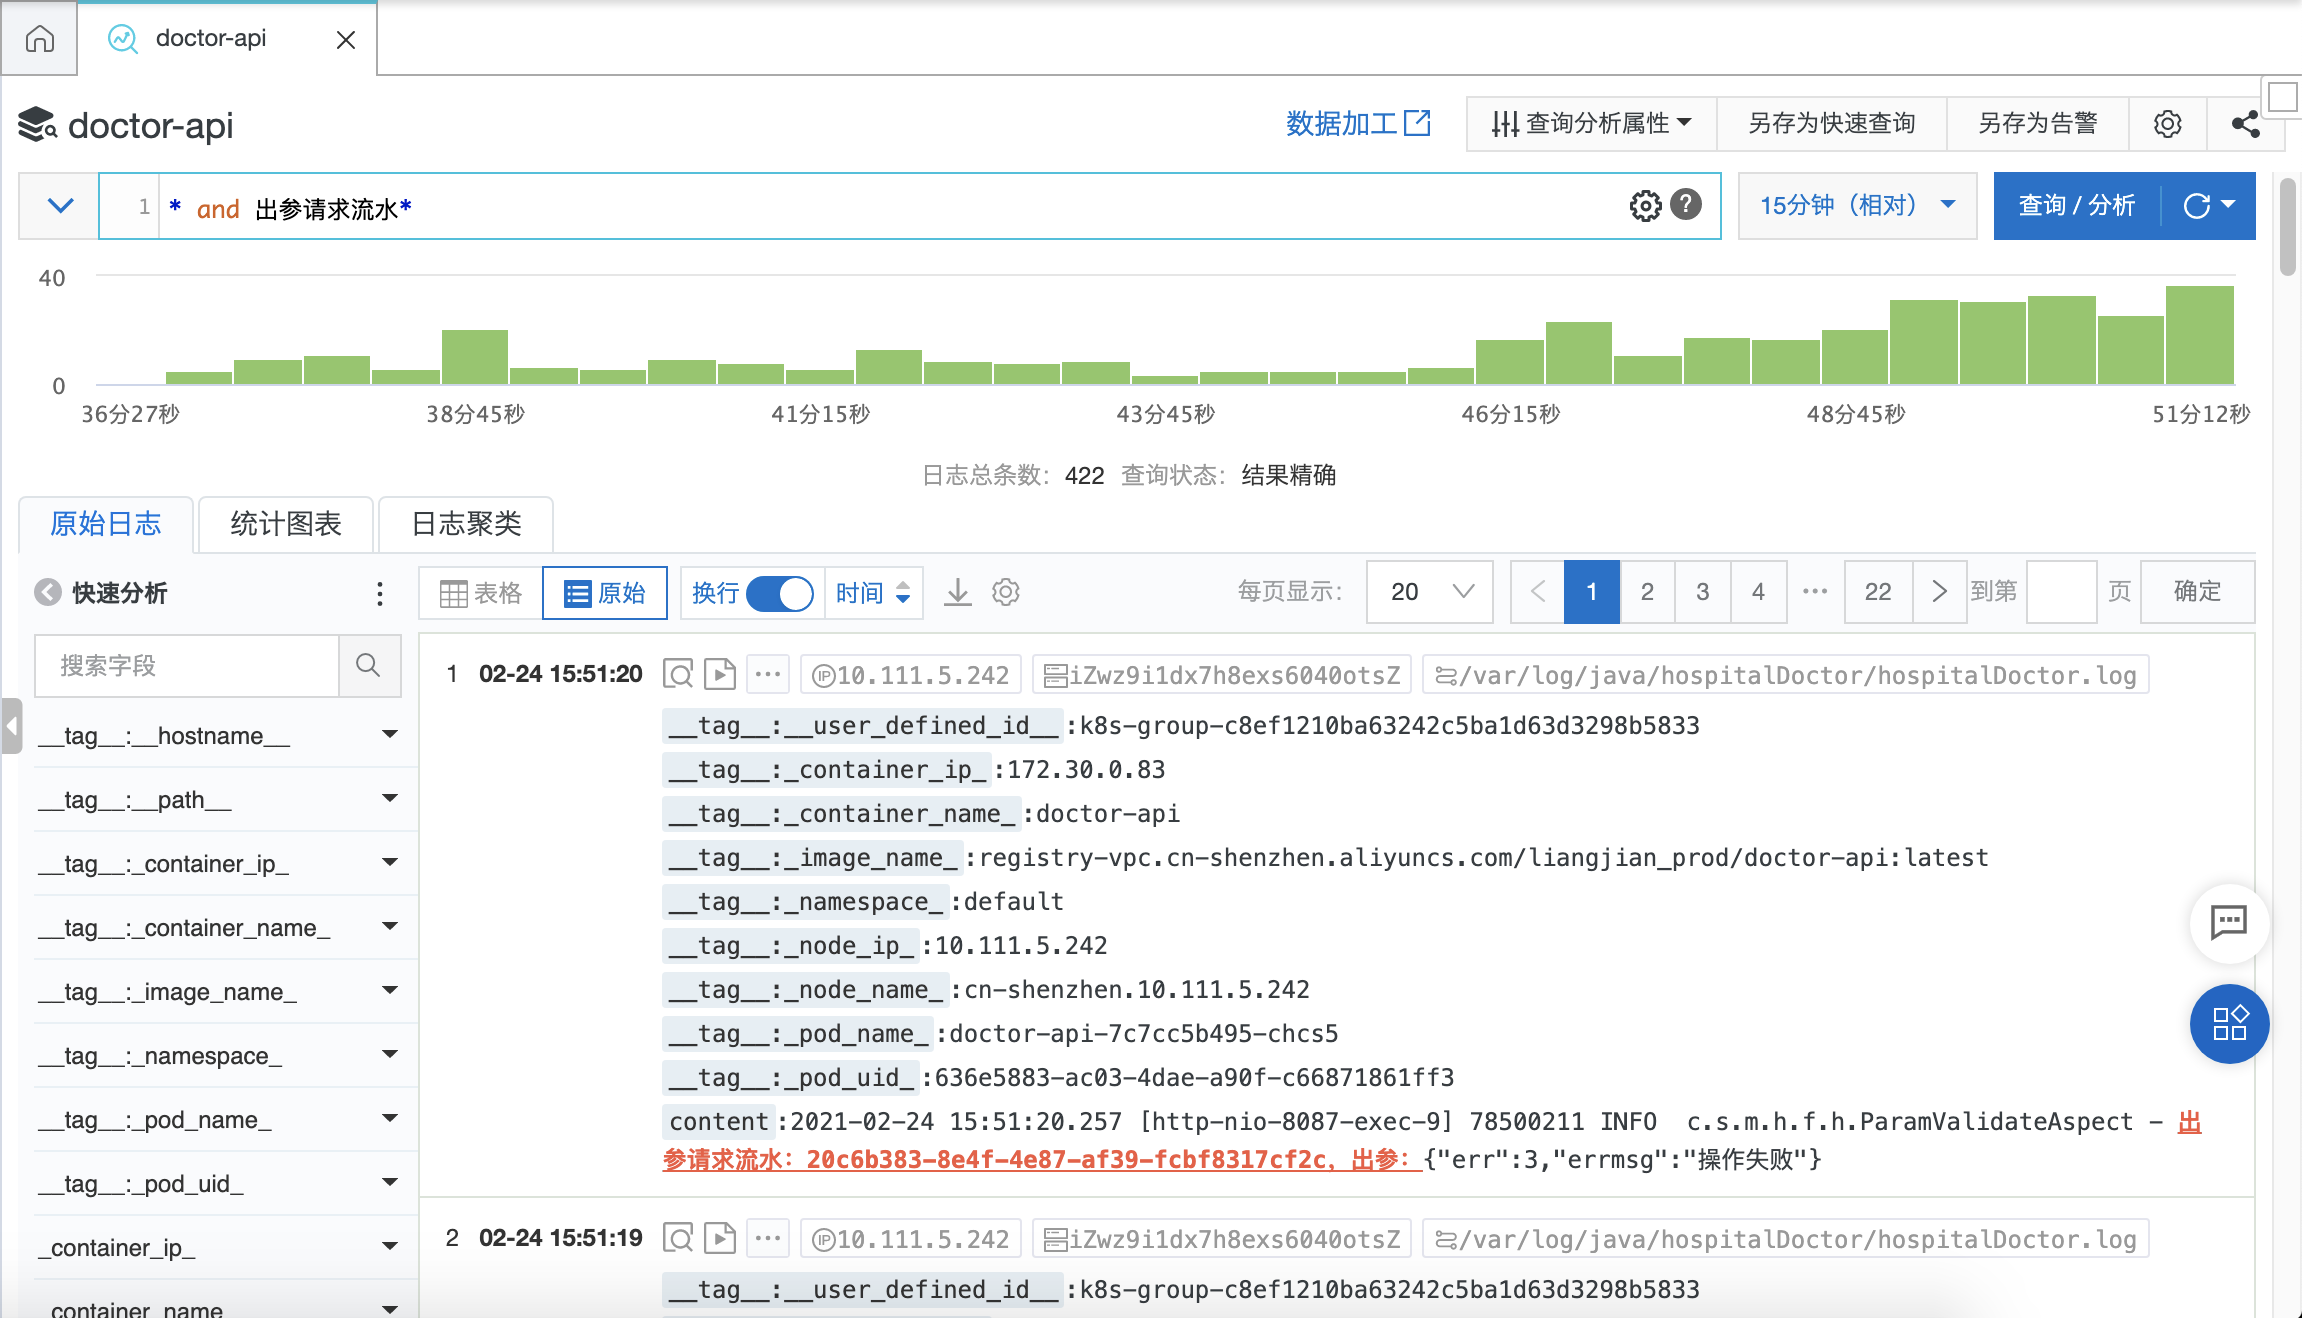 doctor-api
doctor-api
数据加工
查询分析属性
另存为快速查询
另存为告警
1
* and 出参请求流水*
15分钟（相对）
查询 / 分析
40
0
36分27秒
38分45秒
41分15秒
43分45秒
46分15秒
48分45秒
51分12秒
日志总条数： 422 查询状态： 结果精确
原始日志
统计图表
日志聚类
快速分析
表格
原始
换行
时间
每页显示：
20
1
2
3
4
···
22
到第
页
确定
搜索字段
__tag__:__hostname__
__tag__:__path__
__tag__:_container_ip_
__tag__:_container_name_
__tag__:_image_name_
__tag__:_namespace_
__tag__:_pod_name_
__tag__:_pod_uid_
_container_ip_
_container_name_
1 02-24 15:51:20 ··· IP 10.111.5.242 iZwz9i1dx7h8exs6040otsZ /var/log/java/hospitalDoctor/hospitalDoctor.log
__tag__:__user_defined_id__ :k8s-group-c8ef1210ba63242c5ba1d63d3298b5833
__tag__:_container_ip_ :172.30.0.83
__tag__:_container_name_ :doctor-api
__tag__:_image_name_ :registry-vpc.cn-shenzhen.aliyuncs.com/liangjian_prod/doctor-api:latest
__tag__:_namespace_ :default
__tag__:_node_ip_ :10.111.5.242
__tag__:_node_name_ :cn-shenzhen.10.111.5.242
__tag__:_pod_name_ :doctor-api-7c7cc5b495-chcs5
__tag__:_pod_uid_ :636e5883-ac03-4dae-a90f-c66871861ff3
content :2021-02-24 15:51:20.257 [http-nio-8087-exec-9] 78500211 INFO  c.s.m.h.f.h.ParamValidateAspect - 出
参请求流水：20c6b383-8e4f-4e87-af39-fcbf8317cf2c，出参：{"err":3,"errmsg":"操作失败"}
2 02-24 15:51:19 ··· IP 10.111.5.242 iZwz9i1dx7h8exs6040otsZ /var/log/java/hospitalDoctor/hospitalDoctor.log
__tag__:__user_defined_id__ :k8s-group-c8ef1210ba63242c5ba1d63d3298b5833